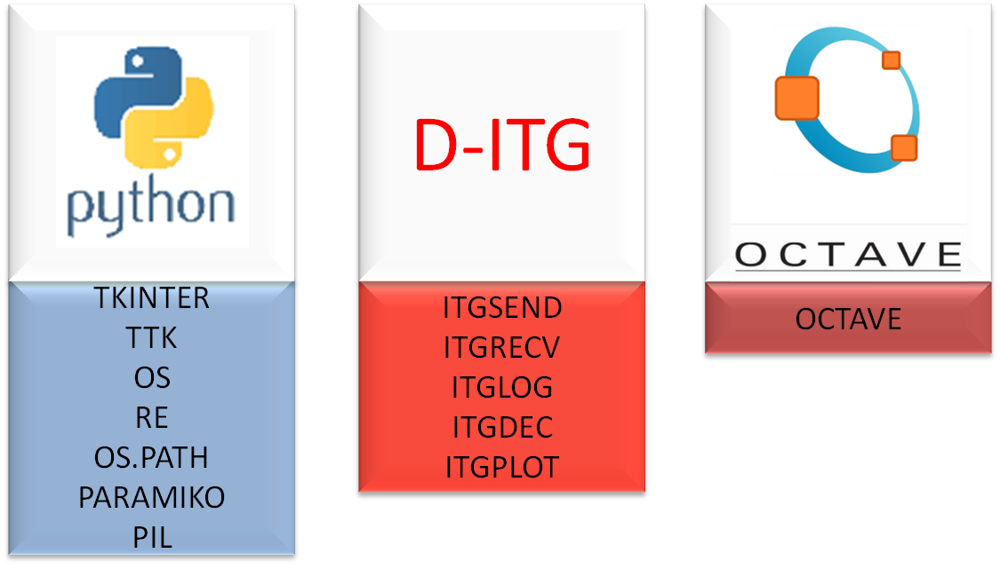 python
TKINTER
TTK
OS
RE
OS.PATH
PARAMIKO
PIL
D-ITG
ITGSEND
ITGRECV
ITGLOG
ITGDEC
ITGPLOT
OCTAVE
OCTAVE